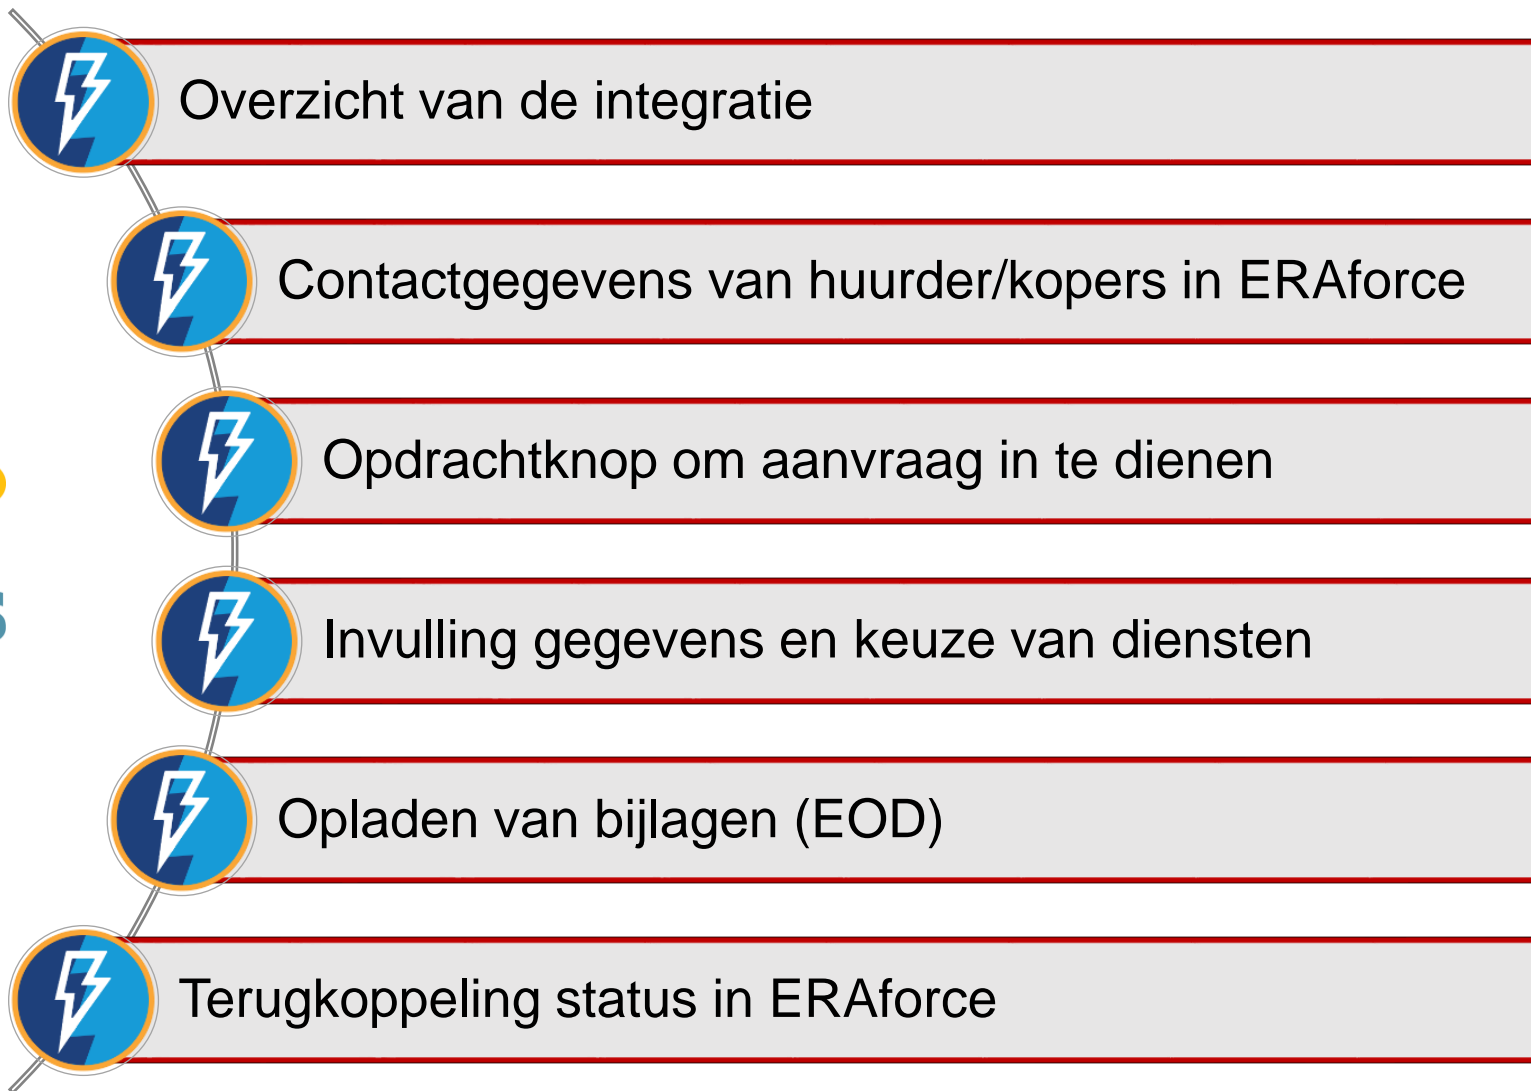 Overzicht van de integratie
Contactgegevens van huurder/kopers in ERAforce
Opdrachtknop om aanvraag in te dienen
Invulling gegevens en keuze van diensten
Opladen van bijlagen (EOD)
Terugkoppeling status in ERAforce